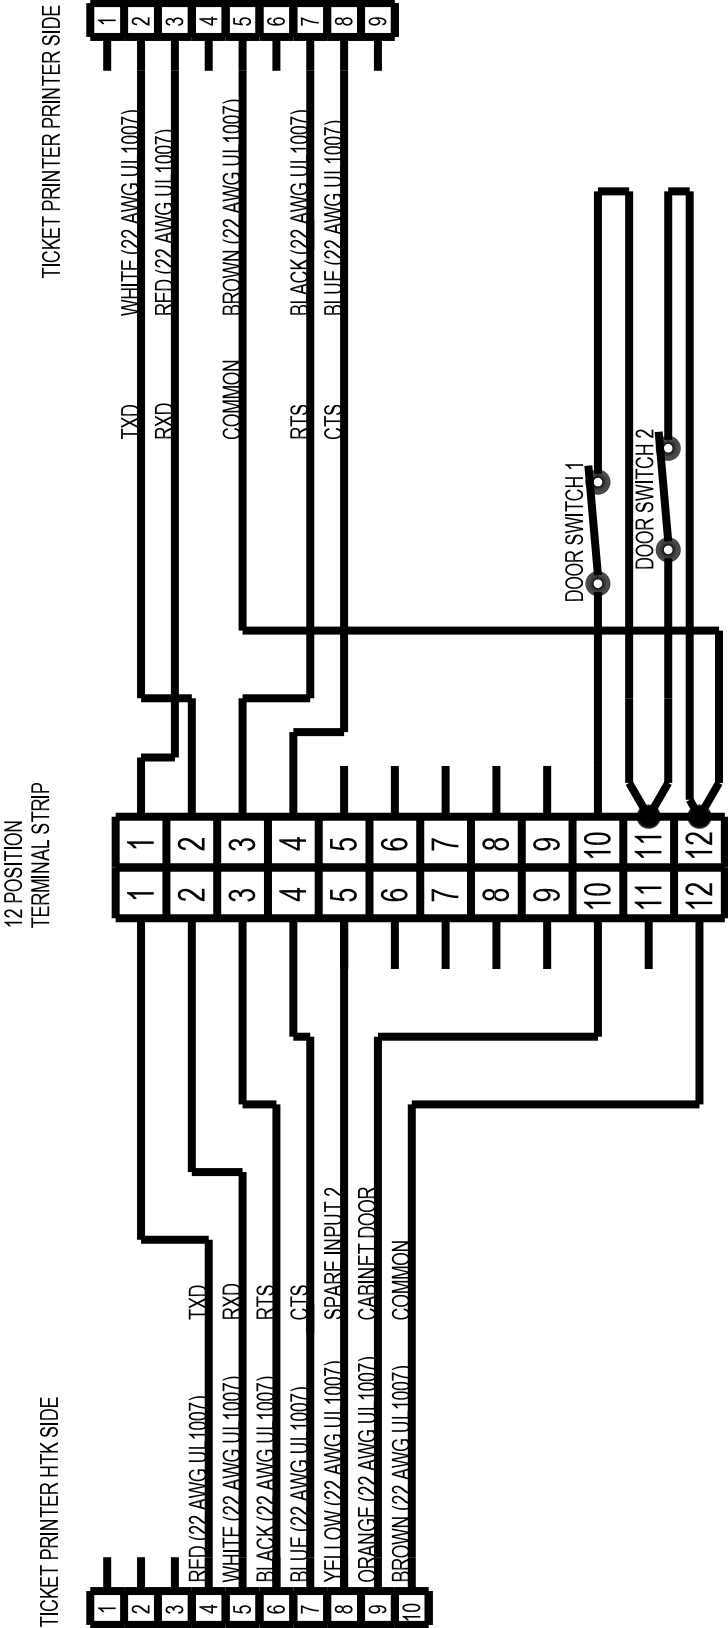 TICKET PRINTER PRINTER SIDE
1 2 3 4 5 6 7 8 9
WHITE (22 AWG UL1007)
RED (22 AWG UL1007)
BROWN (22 AWG UL1007)
BLACK (22 AWG UL1007)
BLUE (22 AWG UL1007)
TXD
RXD
COMMON
RTS
CTS
DOOR SWITCH 1
DOOR SWITCH 2
12 POSITION
TERMINAL STRIP
1 2 3 4 5 6 7 8 9 10 11 12
1 2 3 4 5 6 7 8 9 10 11 12
TXD
RXD
RTS
CTS
SPARE INPUT 2
CABINET DOOR
COMMON
RED (22 AWG UL1007)
WHITE (22 AWG UL1007)
BLACK (22 AWG UL1007)
BLUE (22 AWG UL1007)
YELLOW (22 AWG UL1007)
ORANGE (22 AWG UL1007)
BROWN (22 AWG UL1007)
TICKET PRINTER HTK SIDE
1 2 3 4 5 6 7 8 9 10